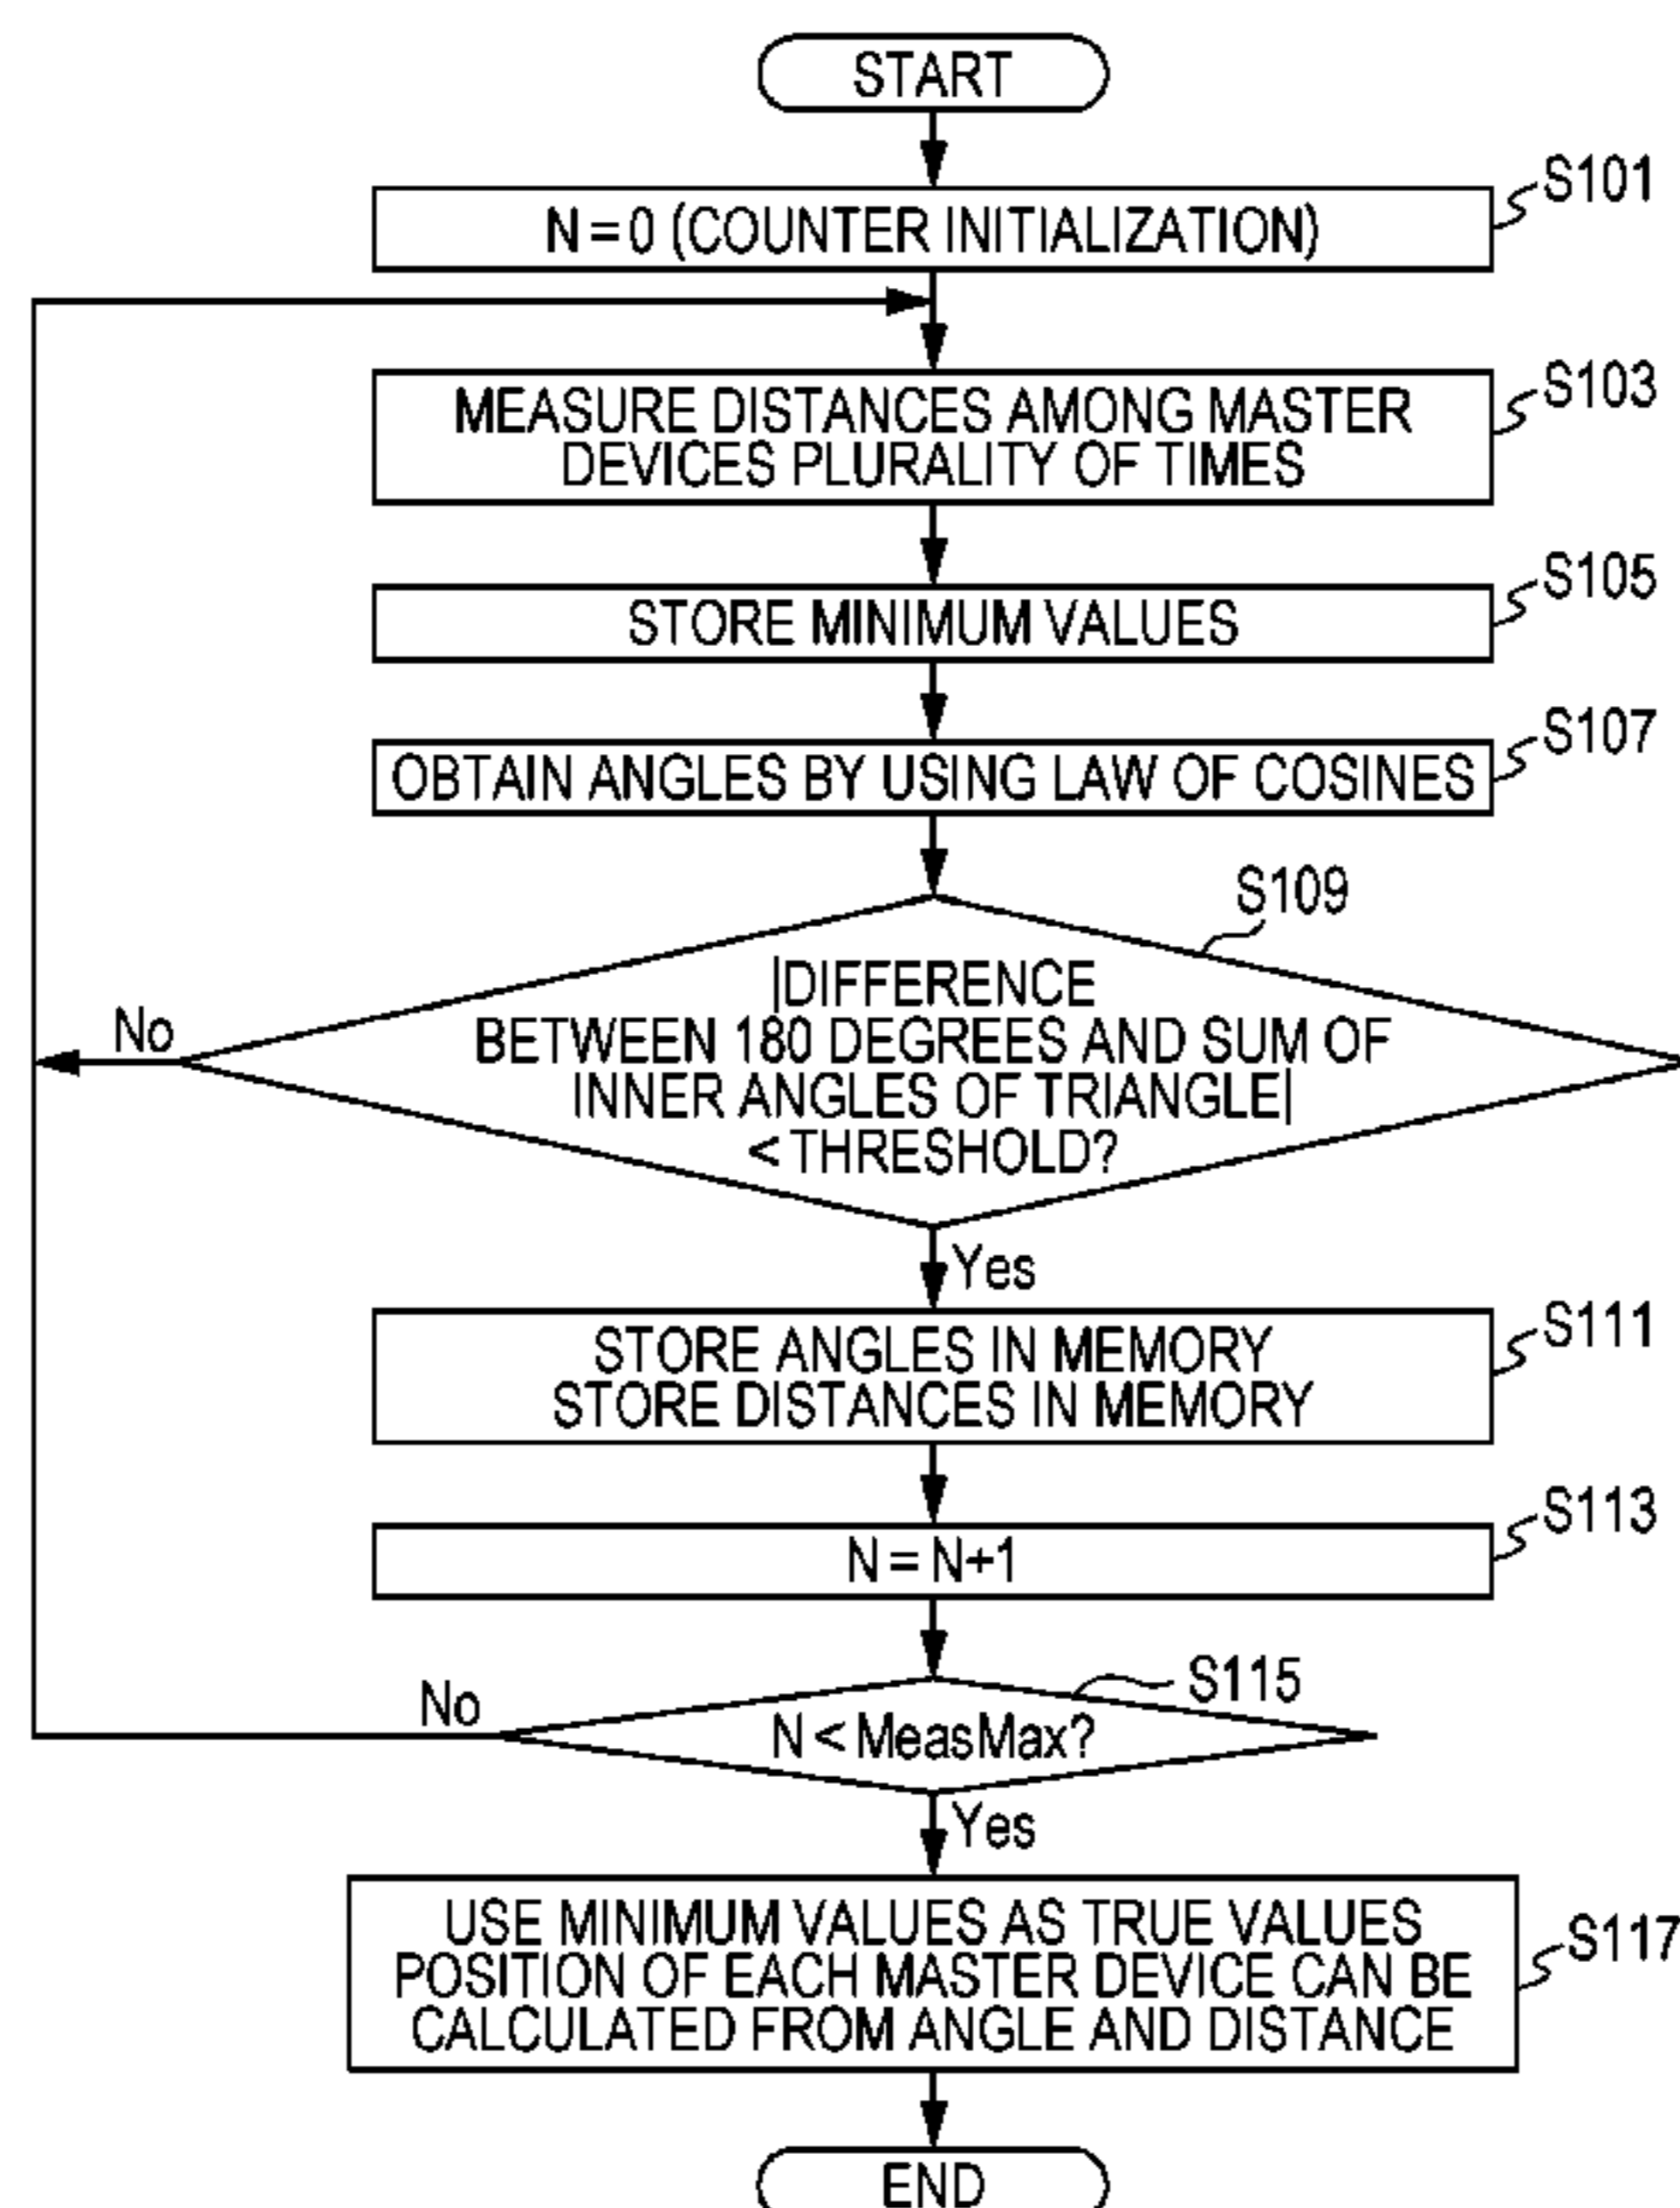 START
S101
N = 0 (COUNTER INITIALIZATION)
S103
MEASURE DISTANCES AMONG MASTER
DEVICES PLURALITY OF TIMES
S105
STORE MINIMUM VALUES
S107
OBTAIN ANGLES BY USING LAW OF COSINES
S109
|DIFFERENCE
BETWEEN 180 DEGREES AND SUM OF
INNER ANGLES OF TRIANGLE|
< THRESHOLD?
No
Yes
S111
STORE ANGLES IN MEMORY
STORE DISTANCES IN MEMORY
S113
N = N+1
S115
No
N < MeasMax?
Yes
S117
USE MINIMUM VALUES AS TRUE VALUES
POSITION OF EACH MASTER DEVICE CAN BE
CALCULATED FROM ANGLE AND DISTANCE
END